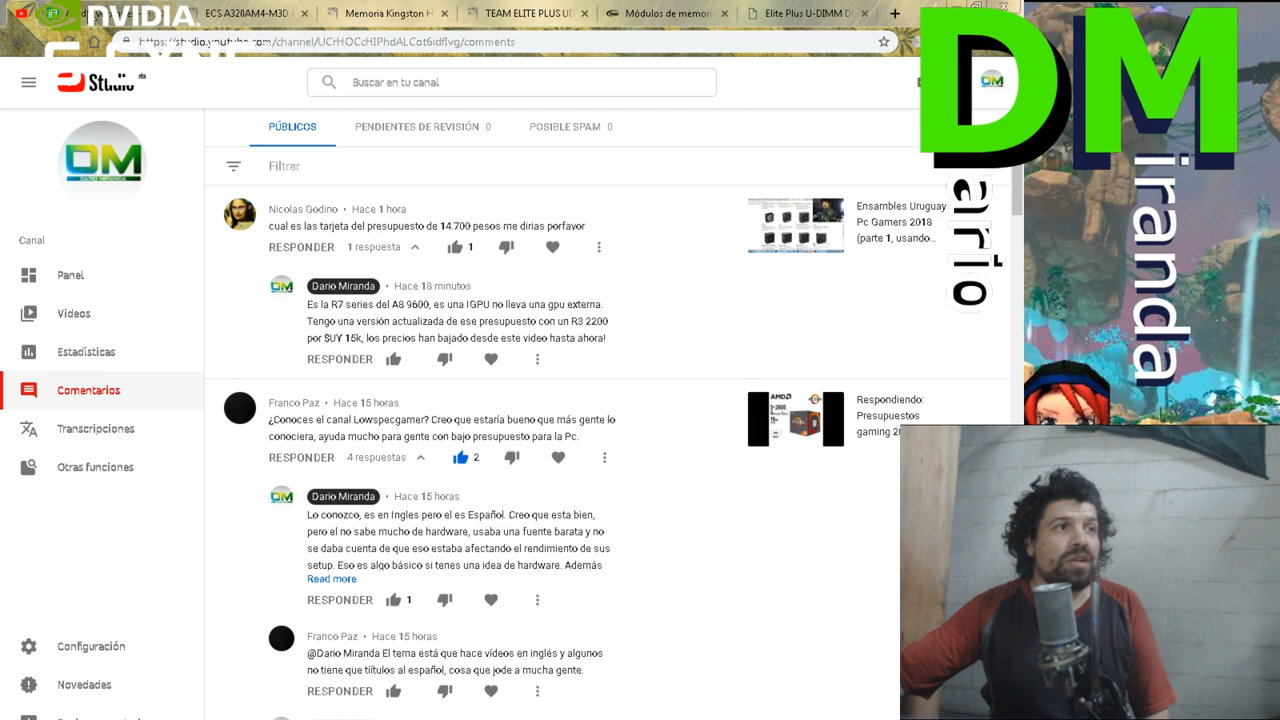 NVIDIA.
ECS A320AM4-M3D
Memoria Kingston H
TEAM ELITE PLUS UD
Módulos de memori
Elite Plus U-DIMM D
https://studio.youtube.com/channel/UCrHOCcHIPhdALCot6idflvg/comments
Studio
Buscar en tu canal
DM
ario
iranda
DM
Canal
Panel
Videos
Estadísticas
Comentarios
Transcripciones
Otras funciones
Configuración
Novedades
PÚBLICOS
PENDIENTES DE REVISIÓN 0
POSIBLE SPAM 0
Filtrar
Nicolas Godino • Hace 1 hora
cual es las tarjeta del presupuesto de 14.700 pesos me dirias porfavor
RESPONDER 1 respuesta 1
Ensambles Uruguay
Pc Gamers 2018
(parte 1, usando...
DM
Dario Miranda • Hace 18 minutos
Es la R7 series del A8 9600, es una IGPU no lleva una gpu externa.
Tengo una versión actualizada de ese presupuesto con un R3 2200
por $UY 15k, los precios han bajado desde este video hasta ahora!
RESPONDER
Franco Paz • Hace 15 horas
¿Conoces el canal Lowspecgamer? Creo que estaría bueno que más gente lo
conociera, ayuda mucho para gente con bajo presupuesto para la Pc.
RESPONDER 4 respuestas 2
AMD
Respondiendo:
Presupuestos
gaming 20
DM
Dario Miranda • Hace 15 horas
Lo conozco, es en Ingles pero el es Español. Creo que esta bien,
pero el no sabe mucho de hardware, usaba una fuente barata y no
se daba cuenta de que eso estaba afectando el rendimiento de sus
setup. Eso es algo básico si tenes una idea de hardware. Además
Read more
RESPONDER 1
Franco Paz • Hace 15 horas
@Dario Miranda El tema está que hace vídeos en inglés y algunos
no tiene que tiítulos al español, cosa que jode a mucha gente.
RESPONDER